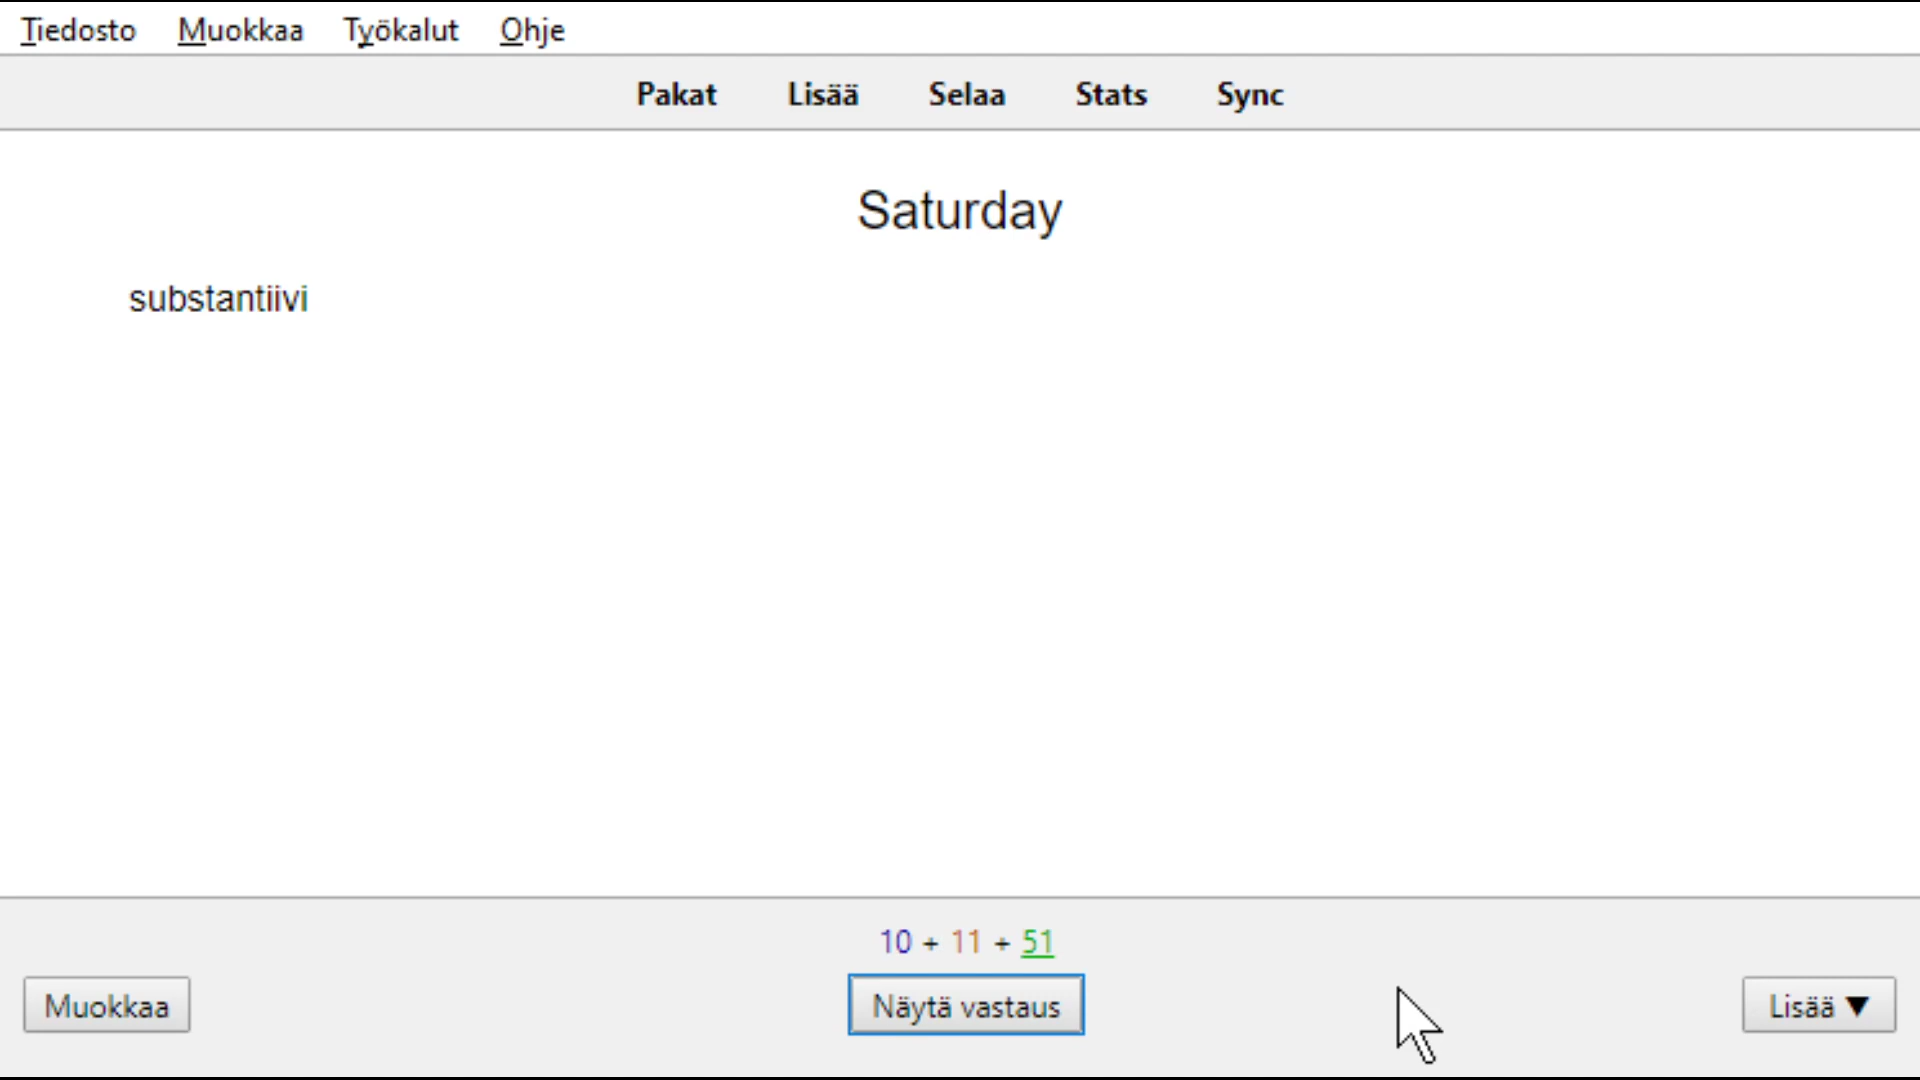 Tiedosto Muokkaa Työkalut Ohje
Pakat Lisää Selaa Stats Sync
Saturday
substantiivi
10 + 11 + 51
Muokkaa Näytä vastaus Lisää ▼